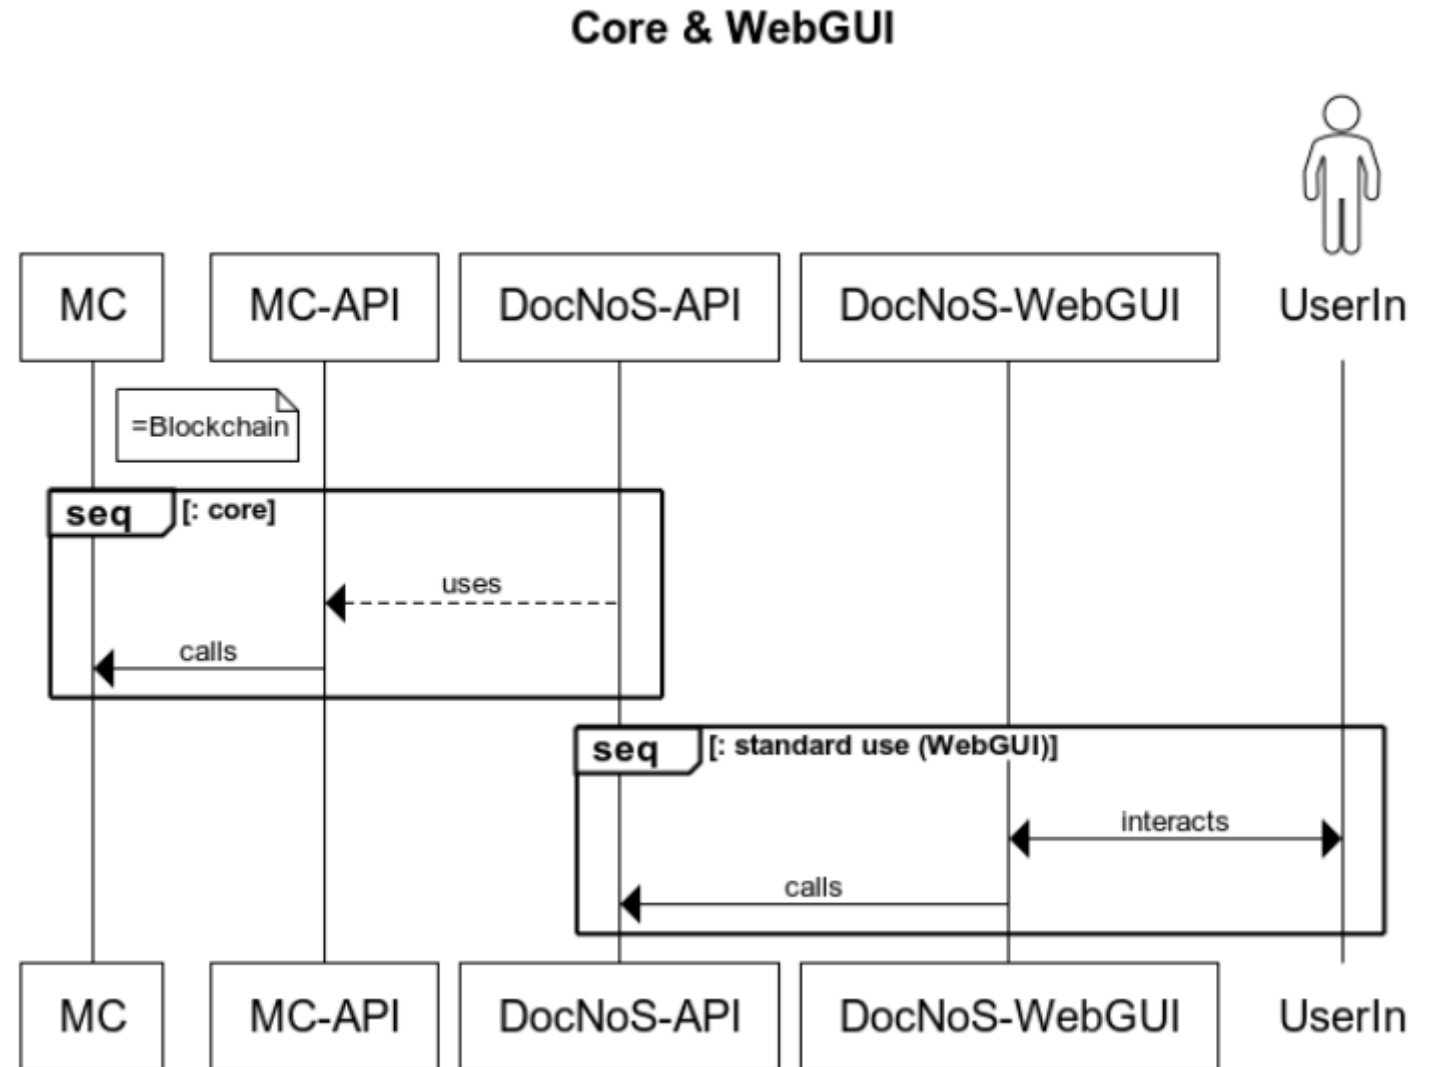 Core & WebGUI
MC
MC-API
DocNoS-API
DocNoS-WebGUI
UserIn
=Blockchain
seq
[: core]
uses
calls
seq
[: standard use (WebGUI)]
interacts
calls
MC
MC-API
DocNoS-API
DocNoS-WebGUI
UserIn